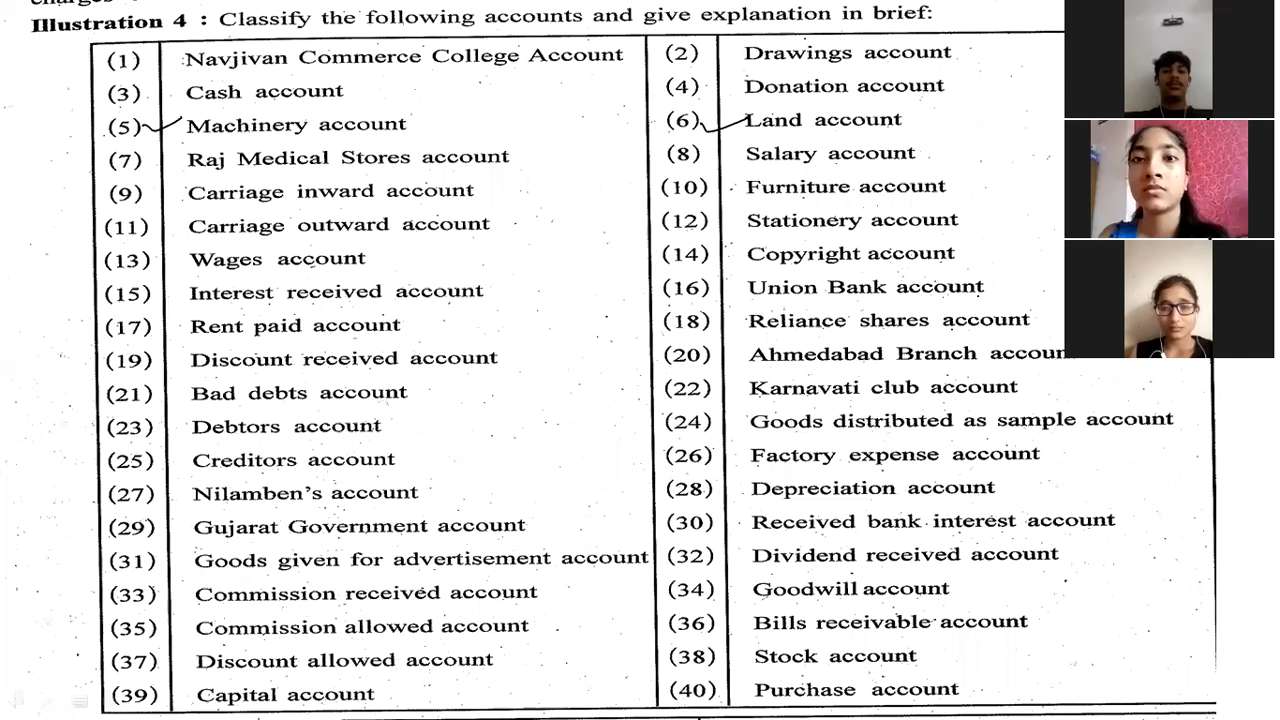 Illustration 4 : Classify the following accounts and give explanation in brief:
(1) Navjivan Commerce College Account (2) Drawings account
(3) Cash account (4) Donation account
(5) Machinery account (6) Land account
(7) Raj Medical Stores account (8) Salary account
(9) Carriage inward account (10) Furniture account
(11) Carriage outward account (12) Stationery account
(13) Wages account (14) Copyright account
(15) Interest received account (16) Union Bank account
(17) Rent paid account (18) Reliance shares account
(19) Discount received account (20) Ahmedabad Branch accoun
(21) Bad debts account (22) Karnavati club account
(23) Debtors account (24) Goods distributed as sample account
(25) Creditors account (26) Factory expense account
(27) Nilamben's account (28) Depreciation account
(29) Gujarat Government account (30) Received bank interest account
(31) Goods given for advertisement account (32) Dividend received account
(33) Commission received account (34) Goodwill account
(35) Commission allowed account (36) Bills receivable account
(37) Discount allowed account (38) Stock account
(39) Capital account (40) Purchase account